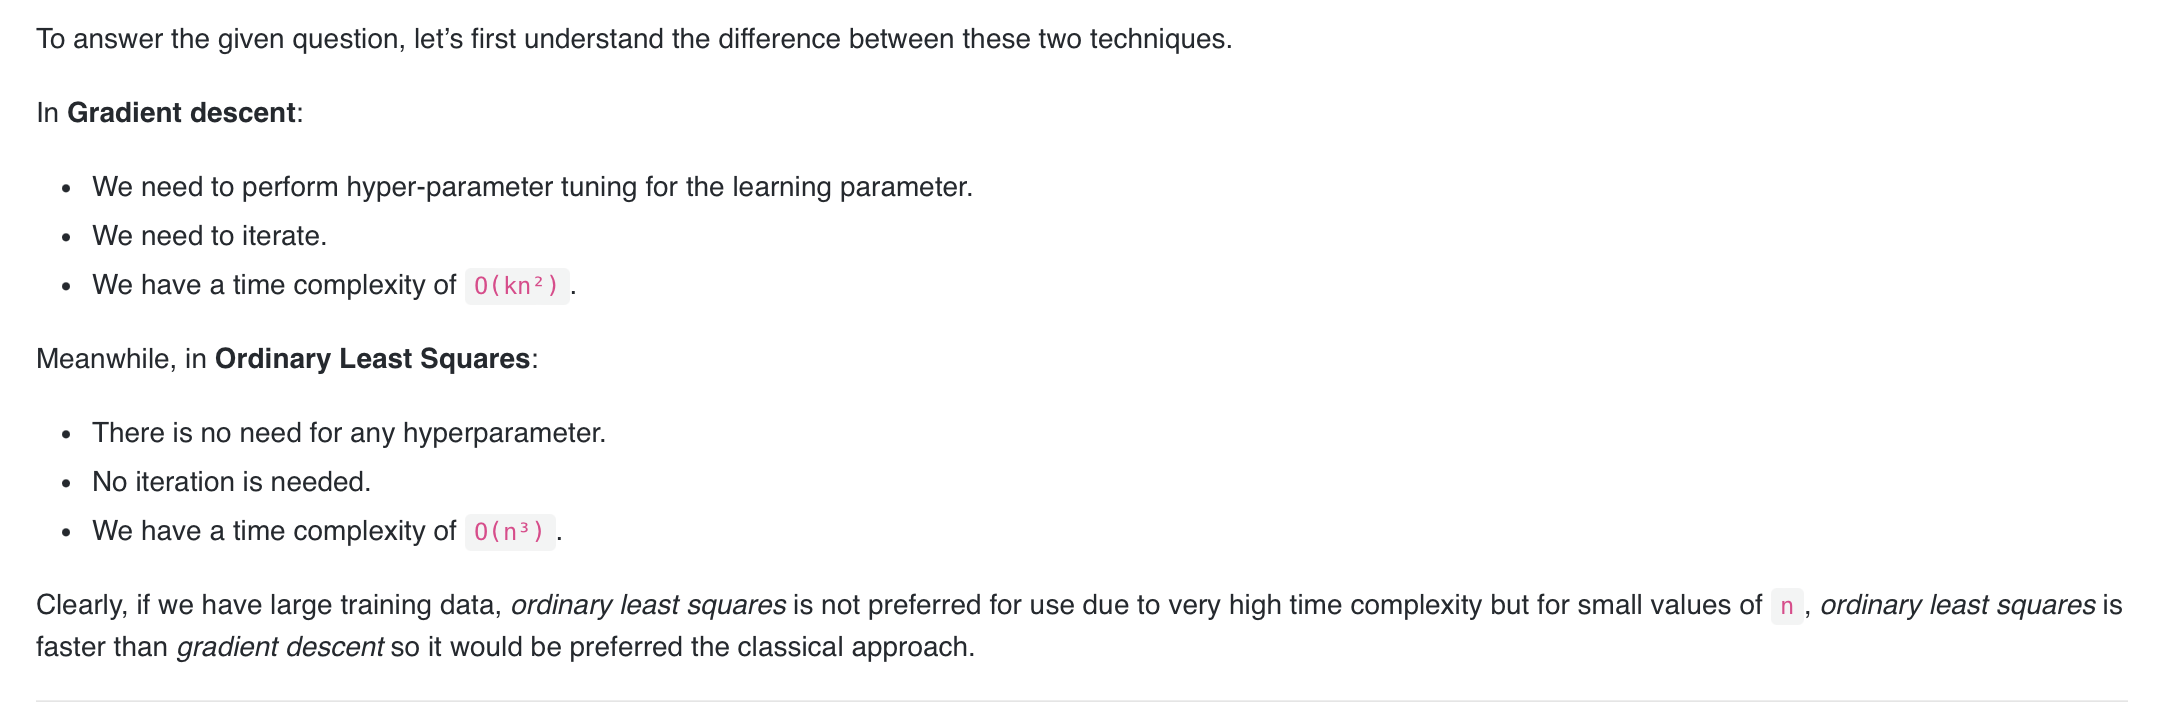 To answer the given question, let’s first understand the difference between these two techniques.
In Gradient descent:
• We need to perform hyper-parameter tuning for the learning parameter.
• We need to iterate.
• We have a time complexity of O(kn²).
Meanwhile, in Ordinary Least Squares:
• There is no need for any hyperparameter.
• No iteration is needed.
• We have a time complexity of O(n³).
Clearly, if we have large training data, ordinary least squares is not preferred for use due to very high time complexity but for small values of n, ordinary least squares is
faster than gradient descent so it would be preferred the classical approach.